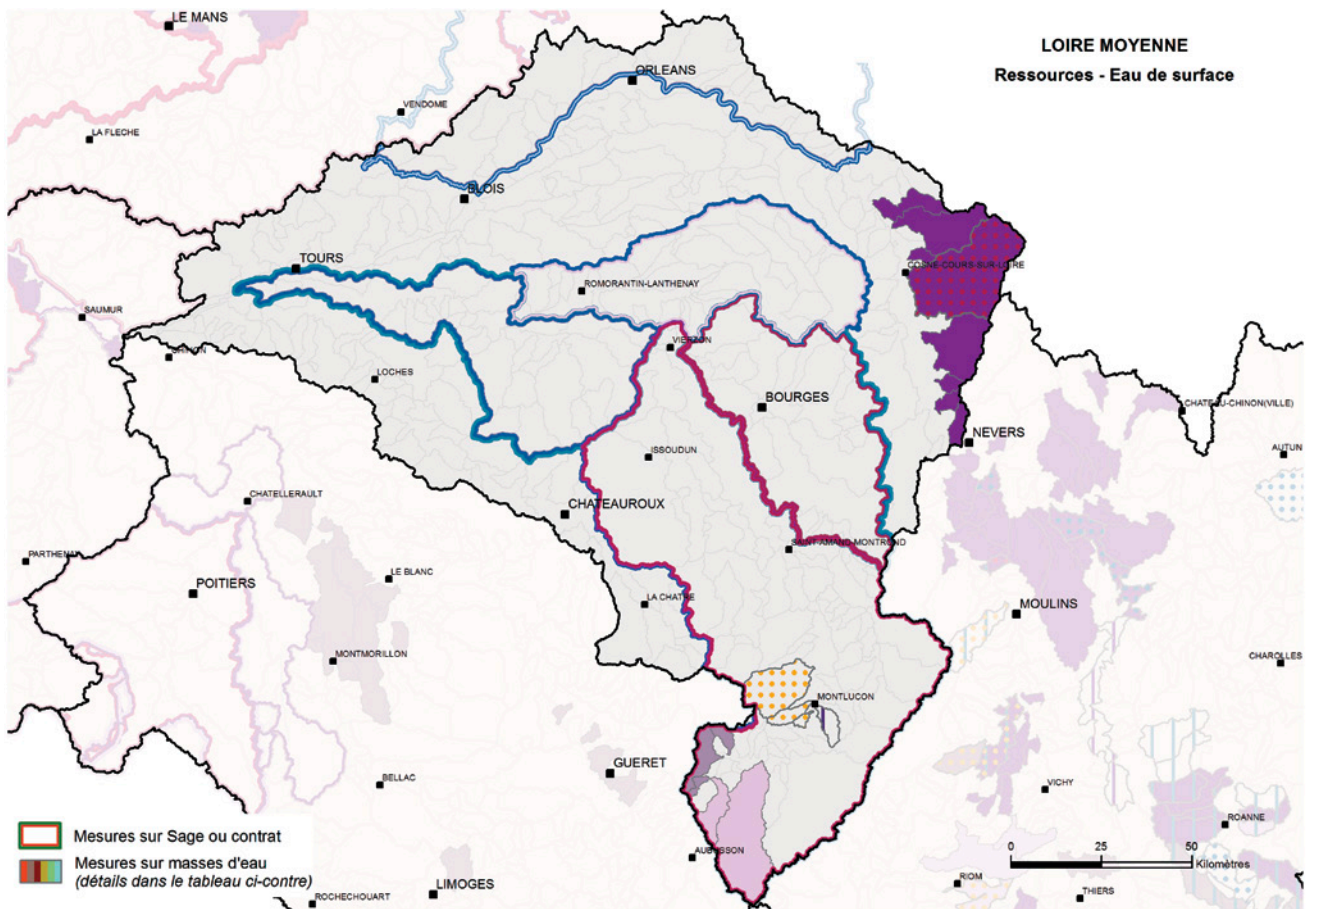 LE MANS
LOIRE MOYENNE
Ressources - Eau de surface
ORLEANS
VENDOME
LA FLECHE
BLOIS
TOURS
COSNE-COURS-SUR-LOIRE
ROMORANTIN-LANTHENAY
SAUMUR
VIERZON
CHINON
LOCHES
BOURGES
CHATEAU-CHINON(VILLE)
NEVERS
AUTUN
ISSOUDUN
CHATELLERAULT
CHATEAUROUX
SAINT-AMAND-MONTROND
PARTHENAY
LE BLANC
POITIERS
LA CHATRE
MOULINS
MONTMORILLON
CHAROLLES
MONTLUCON
GUERET
BELLAC
VICHY
ROANNE
Mesures sur Sage ou contrat
Mesures sur masses d'eau
(détails dans le tableau ci-contre)
AUBUSSON
0 25 50
Kilomètres
LIMOGES
RIOM
THIERS
ROCHECHOUART